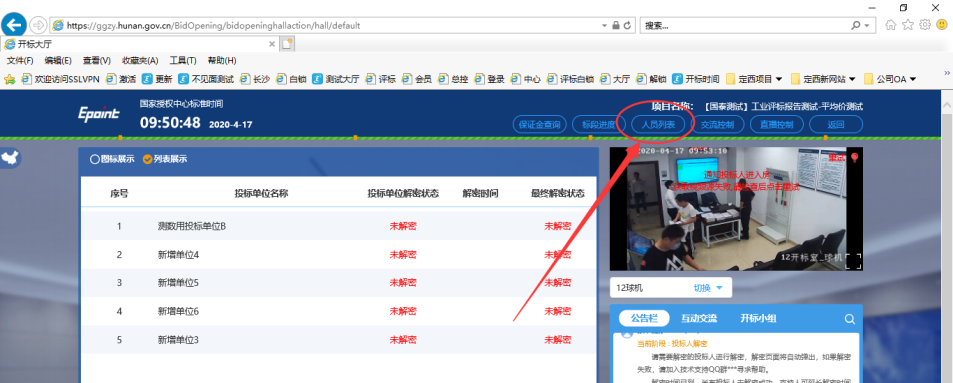 https://ggzy.hunan.gov.cn/BidOpening/bidopeninghallaction/hall/default
搜索...
开标大厅
文件(F) 编辑(E) 查看(V) 收藏夹(A) 工具(T) 帮助(H)
欢迎访问SSLVPN 激活 更新 不见面测试 长沙 自锁 测试大厅 评标 会员 总控 登录 中心 评标自锁 大厅 解锁 开标时间 定西项目 定西新网站 公司OA
Epoint
国家授权中心标准时间
09:50:48 2020-4-17
项目名称: 【国泰测试】工业评标报告测试-平均价测试
保证金查询 标段进度 人员列表 交流控制 直播控制 返回
图标展示 列表展示
序号 投标单位名称 投标单位解密状态 解密时间 最终解密状态
1 测数用投标单位B 未解密 未解密
2 新增单位4 未解密 未解密
3 新增单位5 未解密 未解密
4 新增单位6 未解密 未解密
5 新增单位3 未解密 未解密
2020-04-17 09:53:10
重试
通知投标人进入房
12开标室_球机
12球机 切换
公告栏 互动交流 开标小组
当前阶段:投标人解密
请需要解密的投标人进行解密,解密页面将自动弹出,如果解密
失败,请加入技术支持QQ群***寻求帮助。